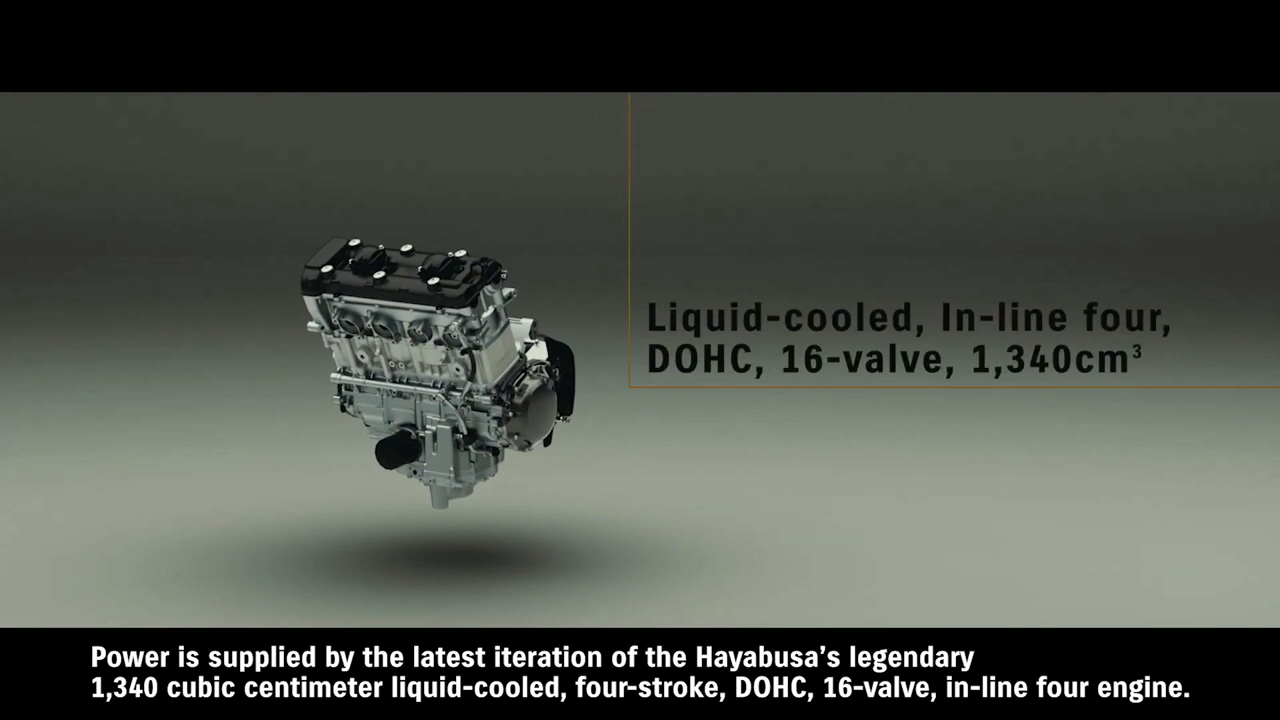 Liquid-cooled, In-line four,
DOHC, 16-valve, 1,340cm³
Power is supplied by the latest iteration of the Hayabusa's legendary
1,340 cubic centimeter liquid-cooled, four-stroke, DOHC, 16-valve, in-line four engine.